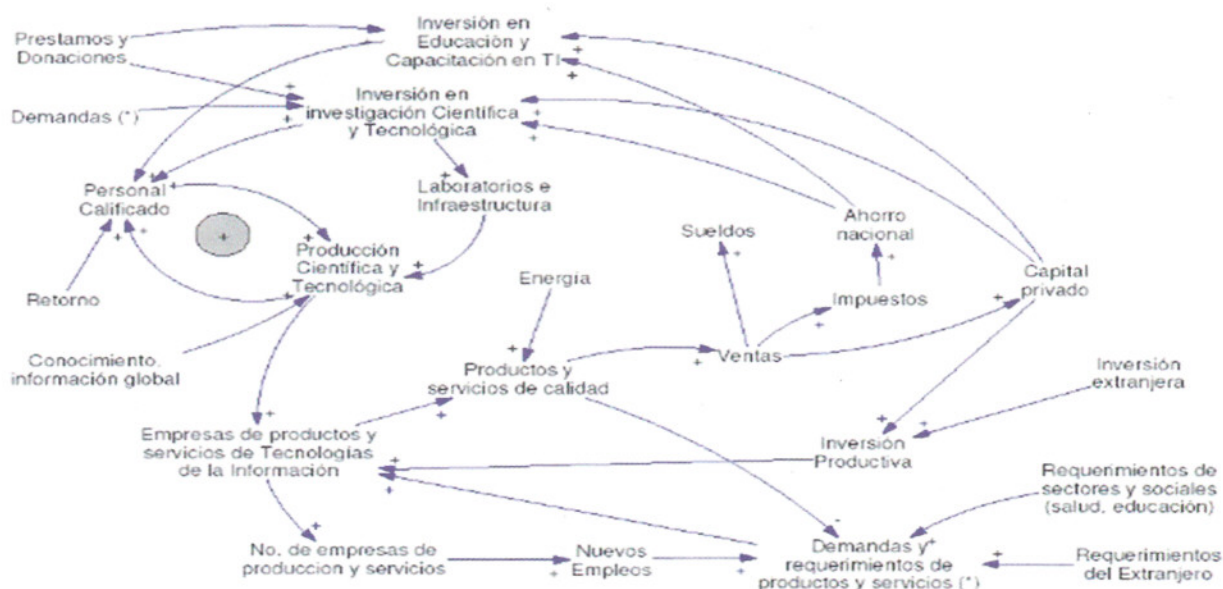 Prestamos y
Donaciones
Inversión en
Educación y
Capacitación en TI
Demandas (*)
Inversión en
investigación Científica
y Tecnológica
Personal
Calificado
Laboratorios e
Infraestructura
Sueldos
Ahorro
nacional
Retorno
Producción
Científica y
Tecnológica
Energía
Impuestos
Capital
privado
Conocimiento,
información global
Productos y
servicios de calidad
Ventas
Inversión
extranjera
Empresas de productos y
servicios de Tecnologías
de la Información
Inversión
Productiva
Requerimientos de
sectores y sociales
(salud, educación)
No. de empresas de
produccion y servicios
Nuevos
Empleos
Demandas y
requerimientos de
productos y servicios (*)
Requerimientos
del Extranjero